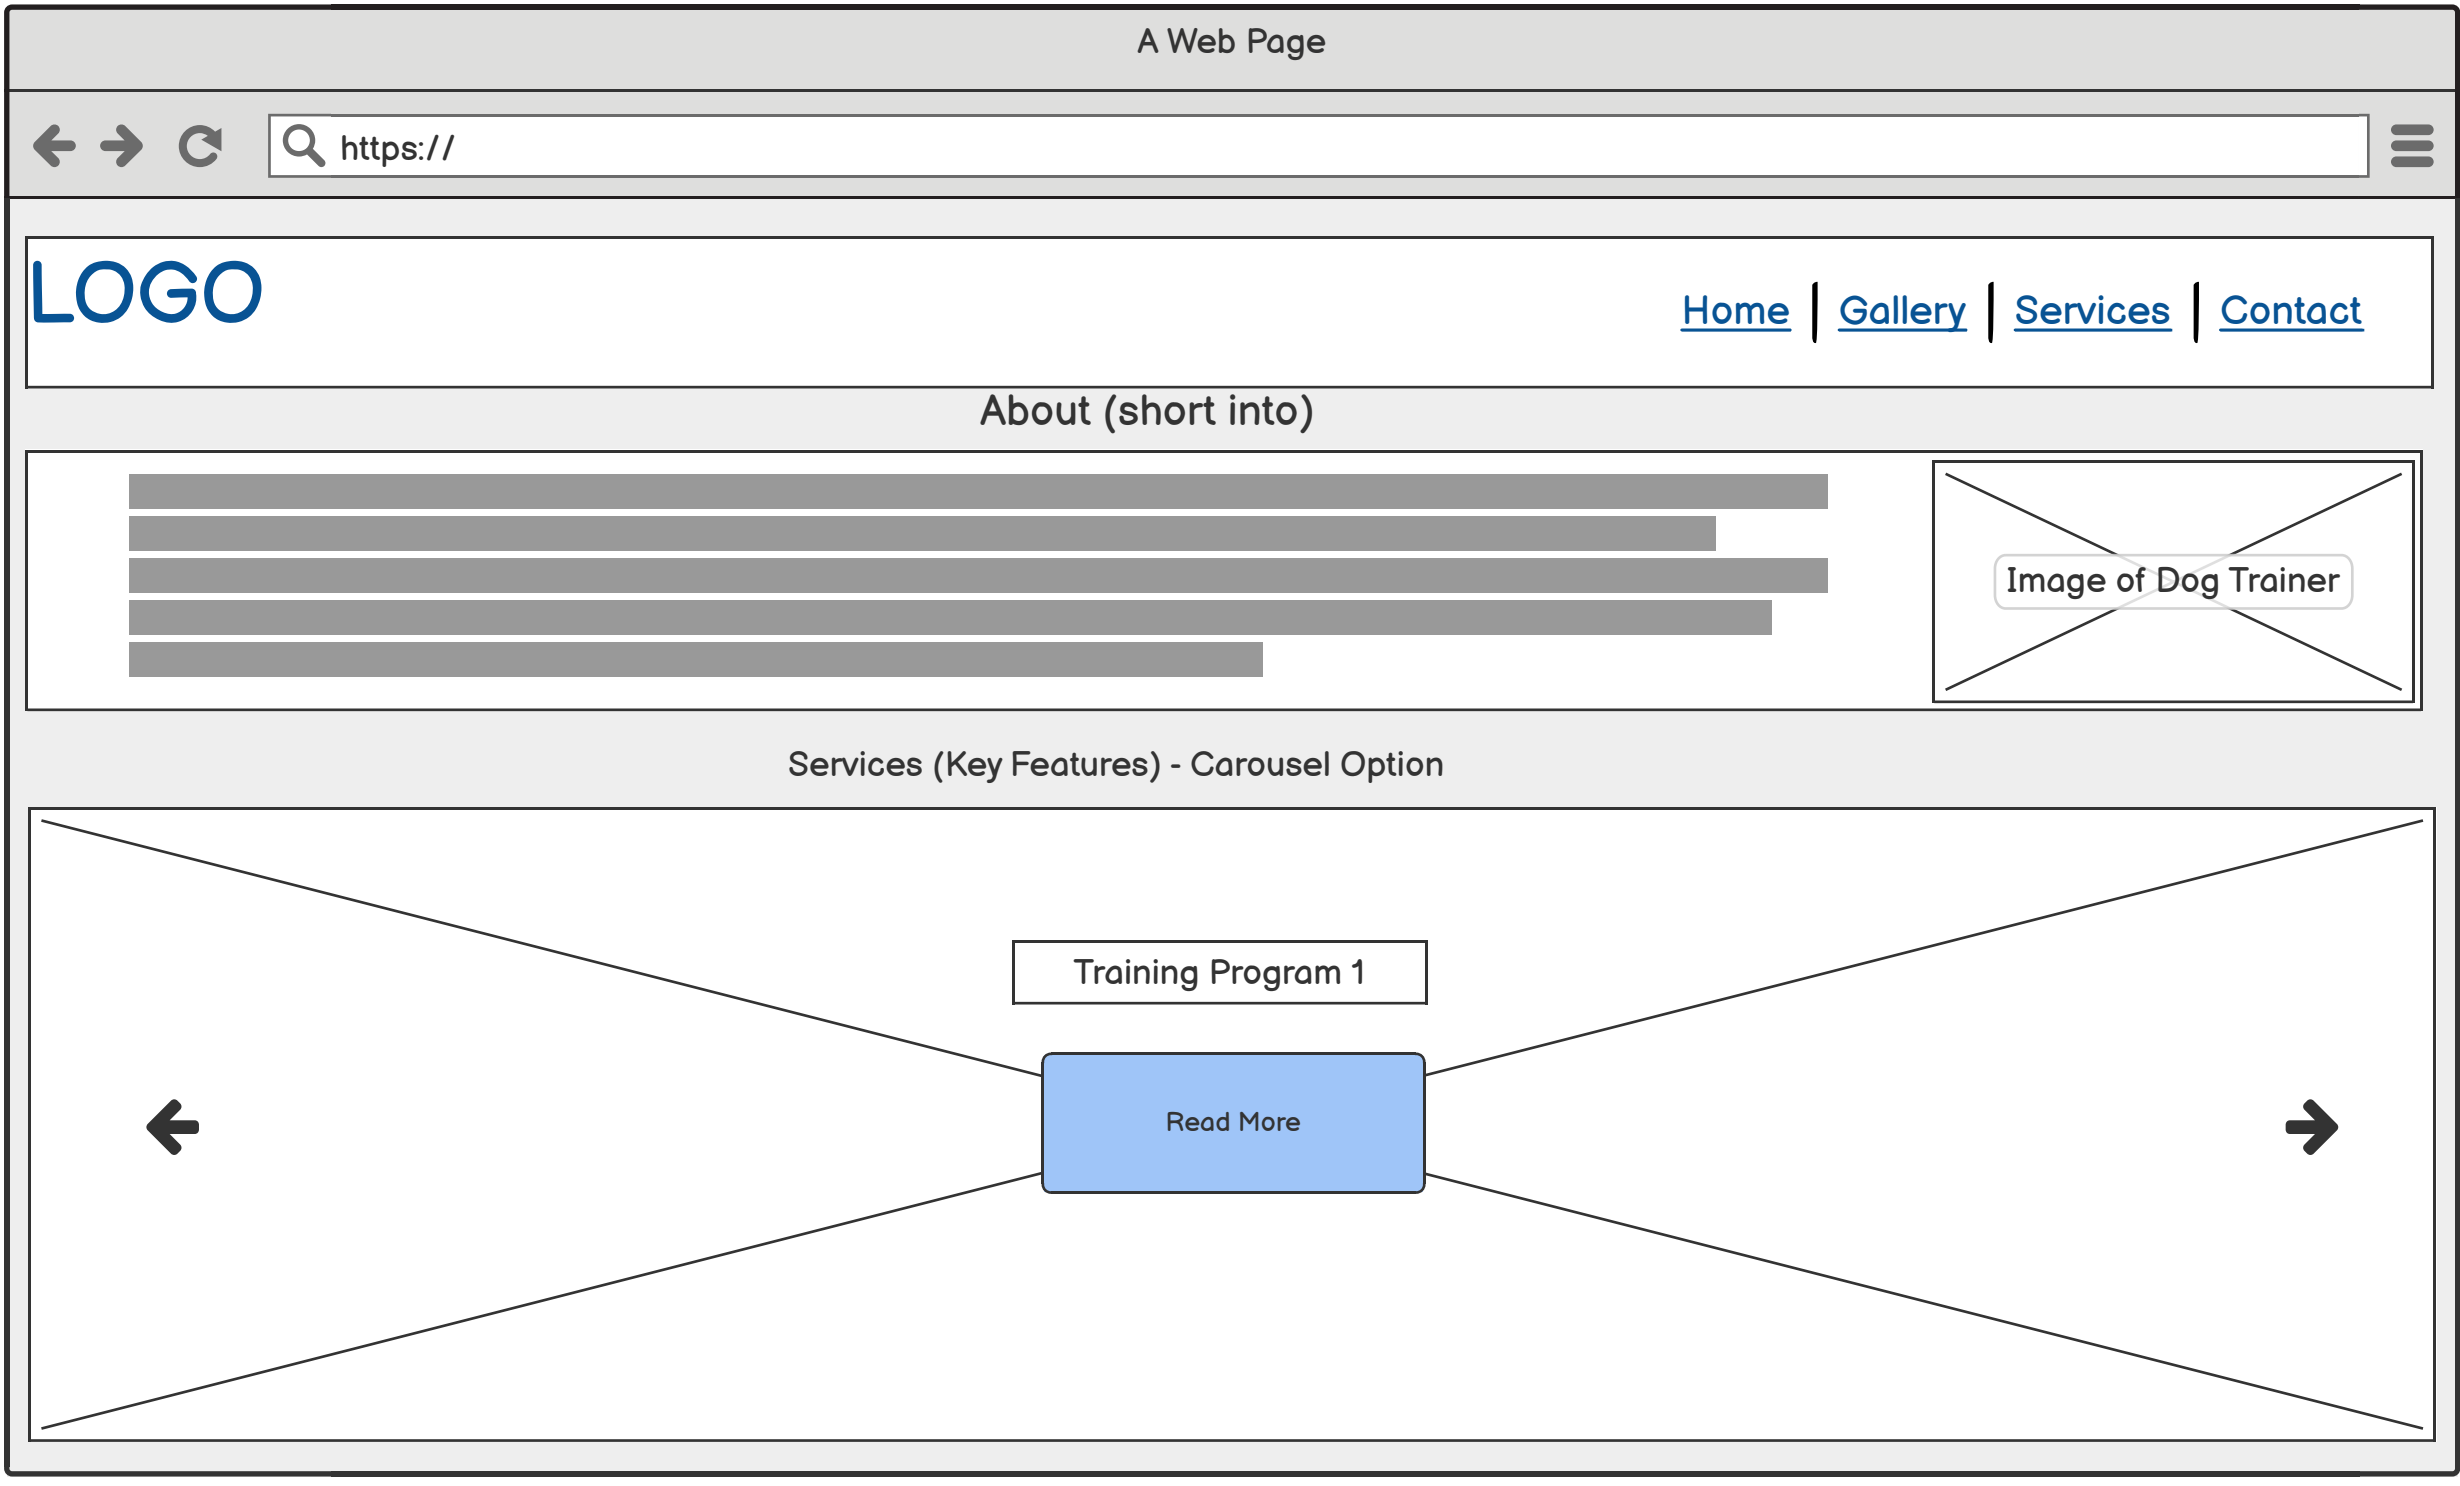 A Web Page
https://
LOGO
Home | Gallery | Services | Contact
About (short into)
Image of Dog Trainer
Services (Key Features) - Carousel Option
Training Program 1
Read More